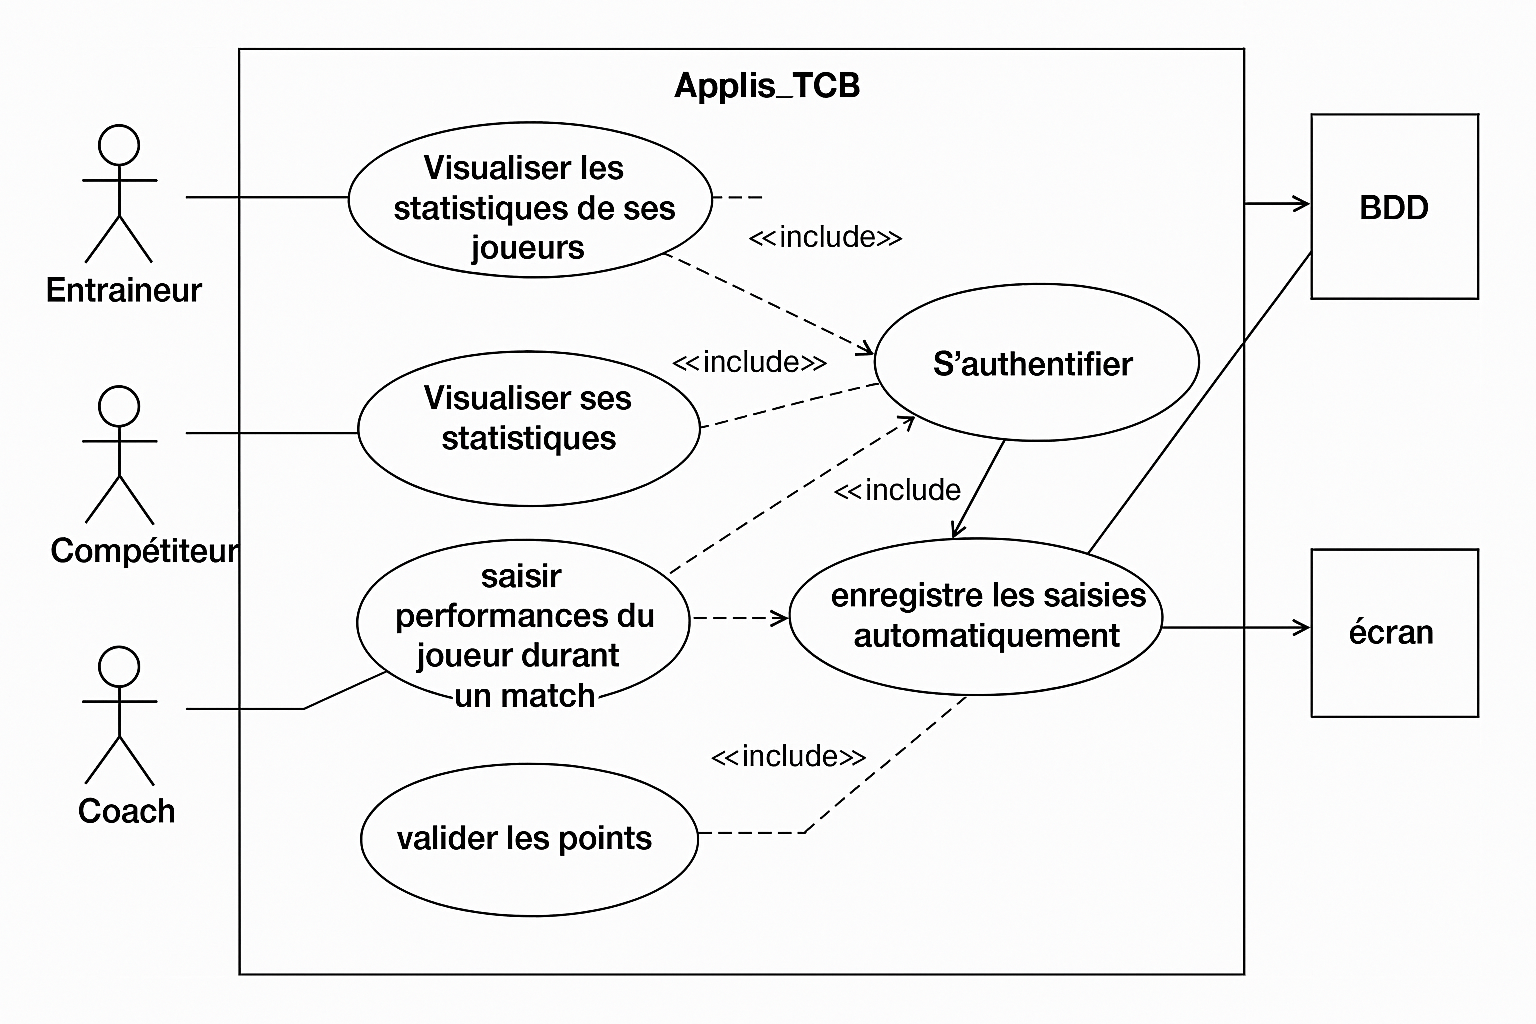 Applis_TCB
Entraineur
Visualiser les
statistiques de ses
joueurs
<<include>>
BDD
Compétiteur
Visualiser ses
statistiques
<<include>>
S’authentifier
<<include
Coach
saisir
performances du
joueur durant
un match
enregistre les saisies
automatiquement
écran
<<include>>
valider les points